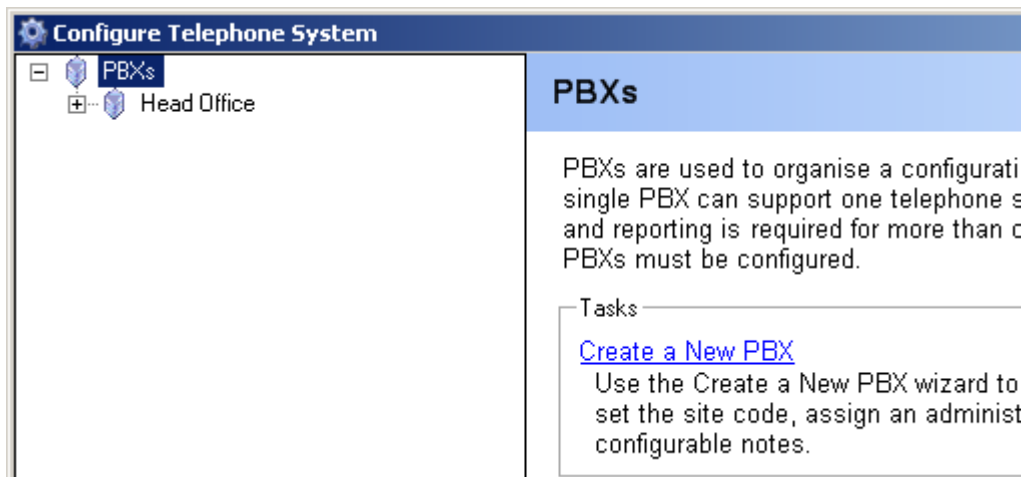 Configure Telephone System
PBXs
Head Office
PBXs
PBXs are used to organise a configurati
single PBX can support one telephone s
and reporting is required for more than o
PBXs must be configured.
Tasks
Create a New PBX
Use the Create a New PBX wizard to
set the site code, assign an administ
configurable notes.